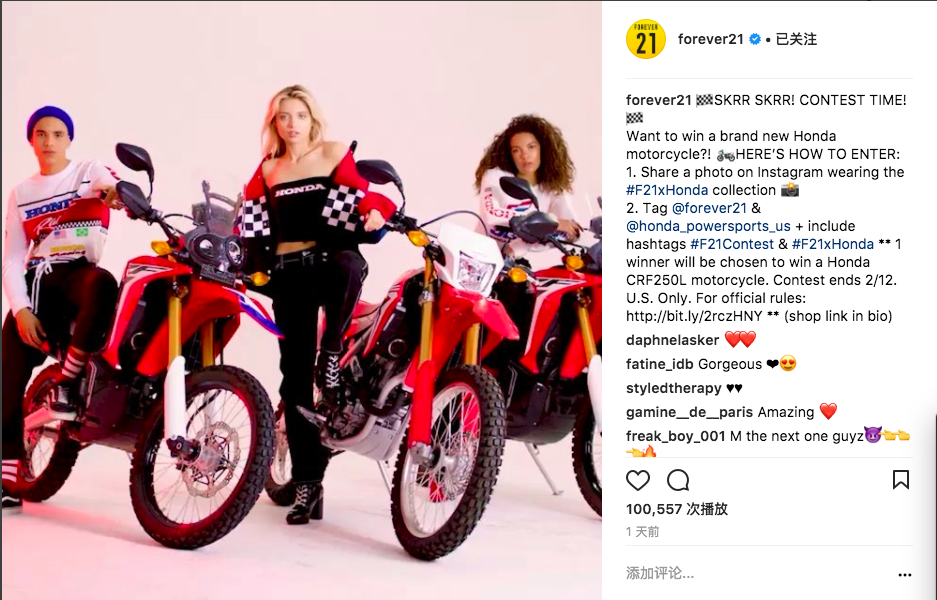 FOREVER
21
forever21 • 已关注
forever21 🏁SKRR SKRR! CONTEST TIME!
🏁
Want to win a brand new Honda
motorcycle?! 🏍HERE'S HOW TO ENTER:
1. Share a photo on Instagram wearing the
#F21xHonda collection 📸
2. Tag @forever21 &
@honda_powersports_us + include
hashtags #F21Contest & #F21xHonda ** 1
winner will be chosen to win a Honda
CRF250L motorcycle. Contest ends 2/12.
U.S. Only. For official rules:
http://bit.ly/2rczHNY ** (shop link in bio)
daphnelasker ❤️❤️
fatine_idb Gorgeous ❤😍
styledtherapy ♥♥
gamine__de__paris Amazing ❤️
freak_boy_001 M the next one guyz😈👈👈
👈🔥
100,557 次播放
1 天前
添加评论...
HONDA
HONDA